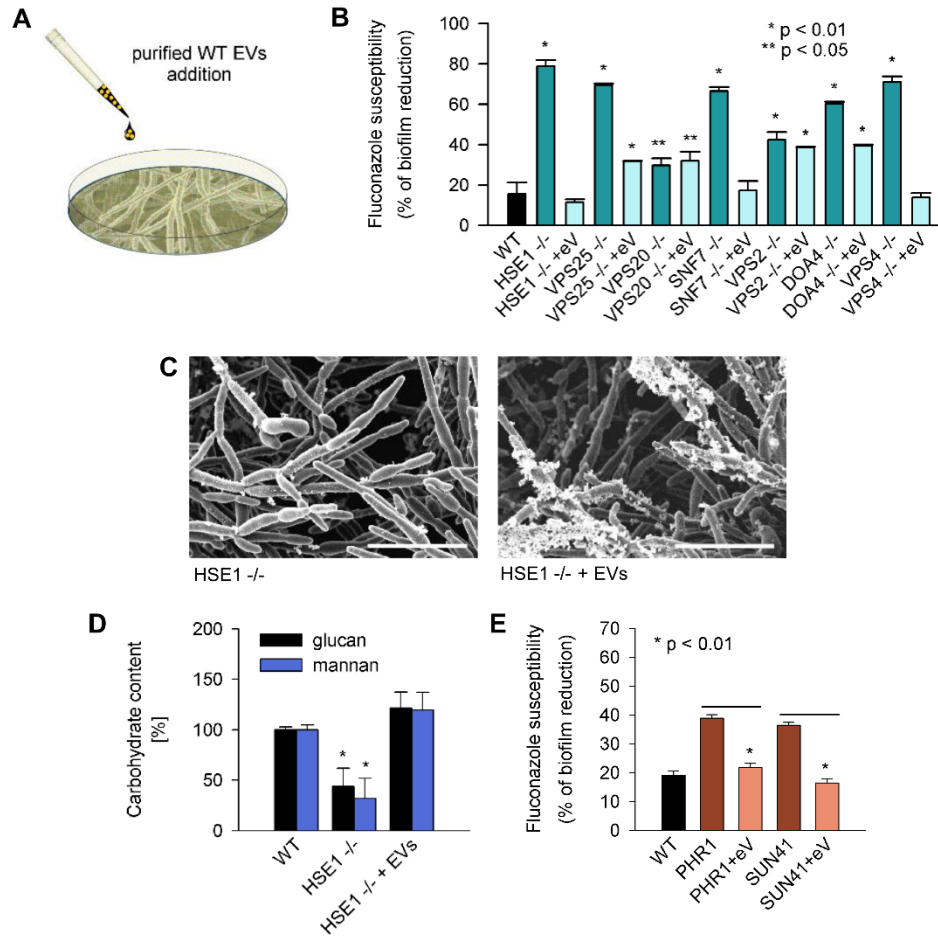 A
purified WT EVs
addition
B
Fluconazole susceptibility
(% of biofilm reduction)
100
80
60
40
20
0
* p < 0.01
** p < 0.05
*
*
*
**
**
*
*
*
*
*
*
WT
HSE1 -/-
HSE1 -/- +eV
VPS25 -/-
VPS25 -/- +eV
VPS20 -/-
VPS20 -/- +eV
SNF7 -/-
SNF7 -/- +eV
VPS2 -/-
VPS2 -/- +eV
DOA4 -/-
DOA4 -/- +eV
VPS4 -/-
VPS4 -/- +eV
C
HSE1 -/-
HSE1 -/- + EVs
D
Carbohydrate content
[%]
200
150
100
50
0
glucan
mannan
* *
WT
HSE1 -/-
HSE1 -/- + EVs
E
Fluconazole susceptibility
(% of biofilm reduction)
70
60
50
40
30
20
10
0
* p < 0.01
*
*
WT
PHR1
PHR1+eV
SUN41
SUN41+eV